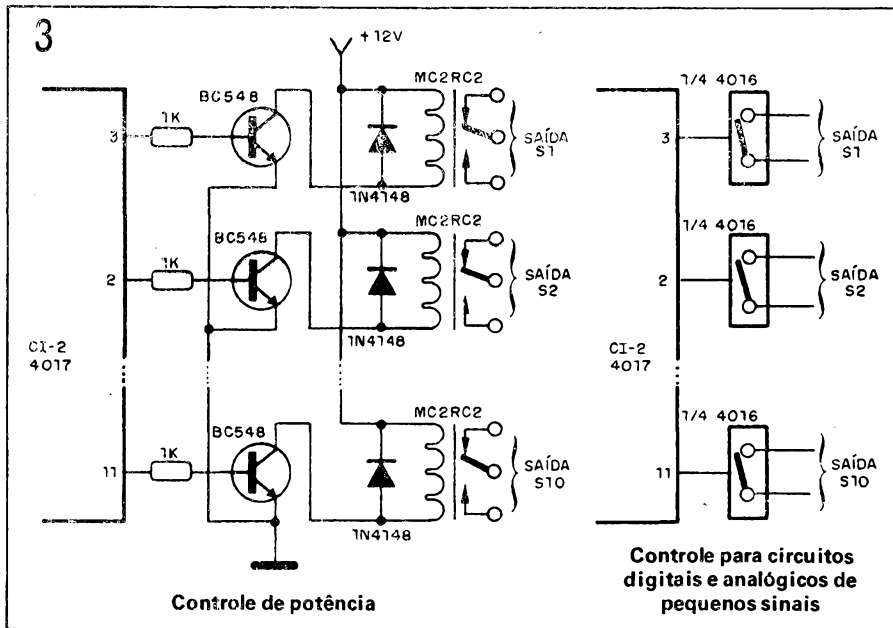 3
+12V
BC548
1K
3
1N4148
MC2RC2
SAÍDA
S1
BC548
1K
2
1N4148
MC2RC2
SAÍDA
S2
CI-2
4017
BC548
1K
11
1N4148
MC2RC2
SAÍDA
S10
Controle de potência
1/4 4016
3
SAÍDA
S1
1/4 4016
2
SAÍDA
S2
CI-2
4017
1/4 4016
11
SAÍDA
S10
Controle para circuitos
digitais e analógicos de
pequenos sinais